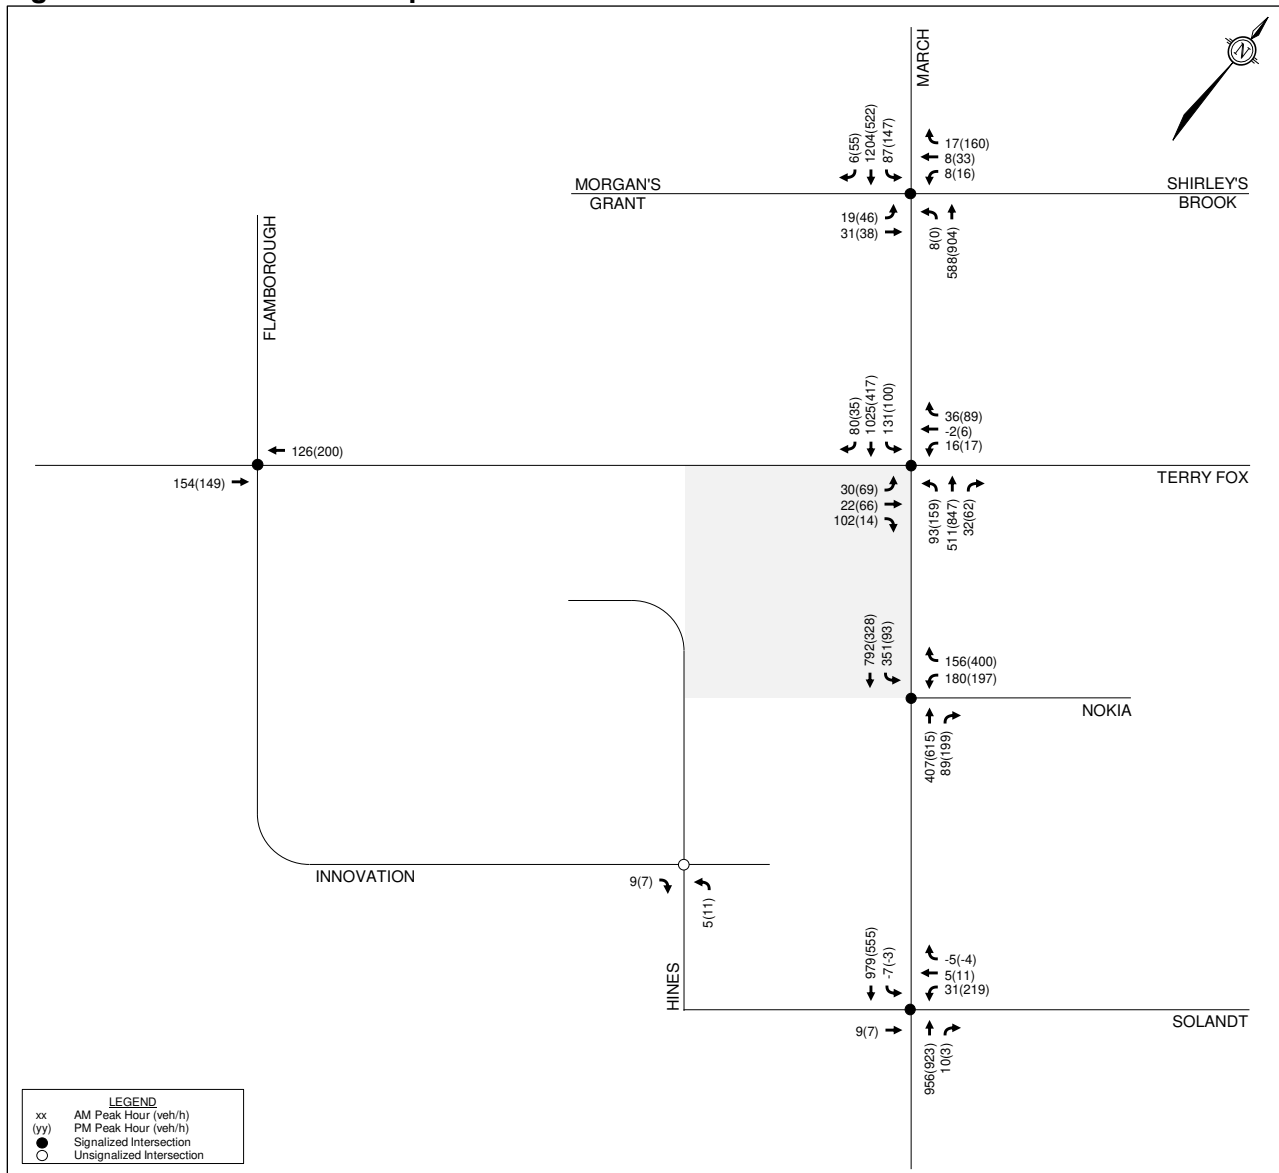 MARCH
N
6(55)
1204(522)
87(147)
17(160)
8(33)
8(16)
MORGAN'S
GRANT
SHIRLEY'S
BROOK
19(46)
31(38)
8(0)
588(904)
FLAMBOROUGH
80(35)
1025(417)
131(100)
36(89)
-2(6)
16(17)
126(200)
154(149)
TERRY FOX
30(69)
22(66)
102(14)
93(159)
511(847)
32(62)
792(328)
351(93)
156(400)
180(197)
NOKIA
407(615)
89(199)
INNOVATION
9(7)
5(11)
HINES
979(555)
-7(-3)
-5(-4)
5(11)
31(219)
SOLANDT
9(7)
956(923)
10(3)
LEGEND
xx AM Peak Hour (veh/h)
(yy) PM Peak Hour (veh/h)
Signalized Intersection
Unsignalized Intersection